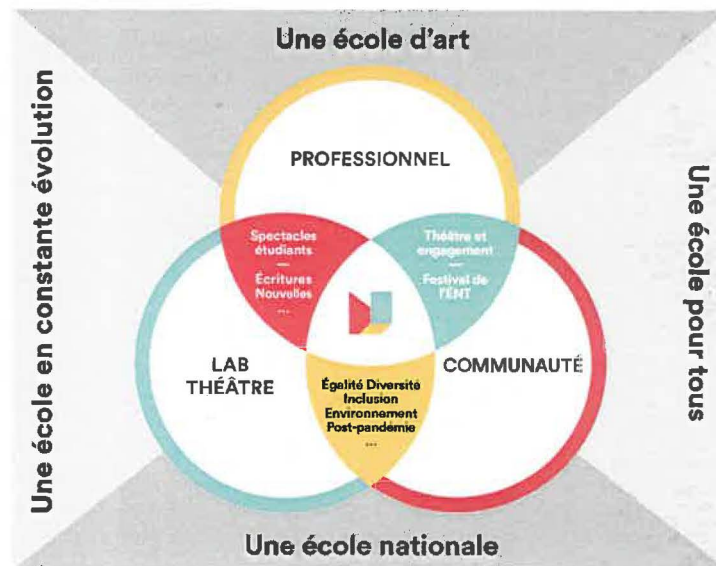 Une école d'art
Une école en constante évolution
Une école pour tous
PROFESSIONNEL
Spectacles
étudiants
—
Écritures
Nouvelles
...
Théâtre et
engagement
—
Festival de
l'ÉNT
LAB
THÉÂTRE
COMMUNAUTÉ
Égalité Diversité
Inclusion
Environnement
Post-pandémie
...
Une école nationale